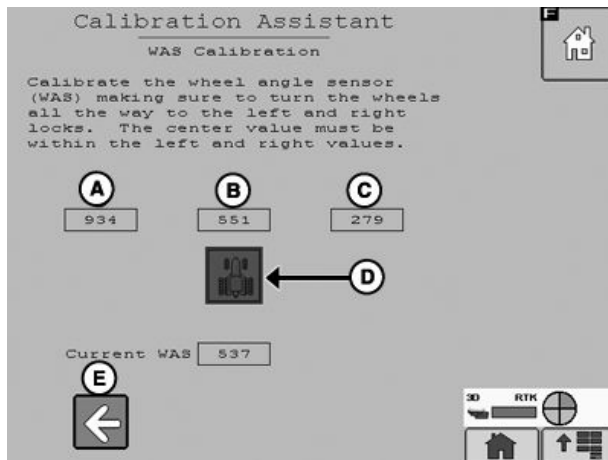 Calibration Assistant
F
WAS Calibration
Calibrate the wheel angle sensor
(WAS) making sure to turn the wheels
all the way to the left and right
locks. The center value must be
within the left and right values.
A B C
934 551 279
D
Current WAS 537
E
3D RTK